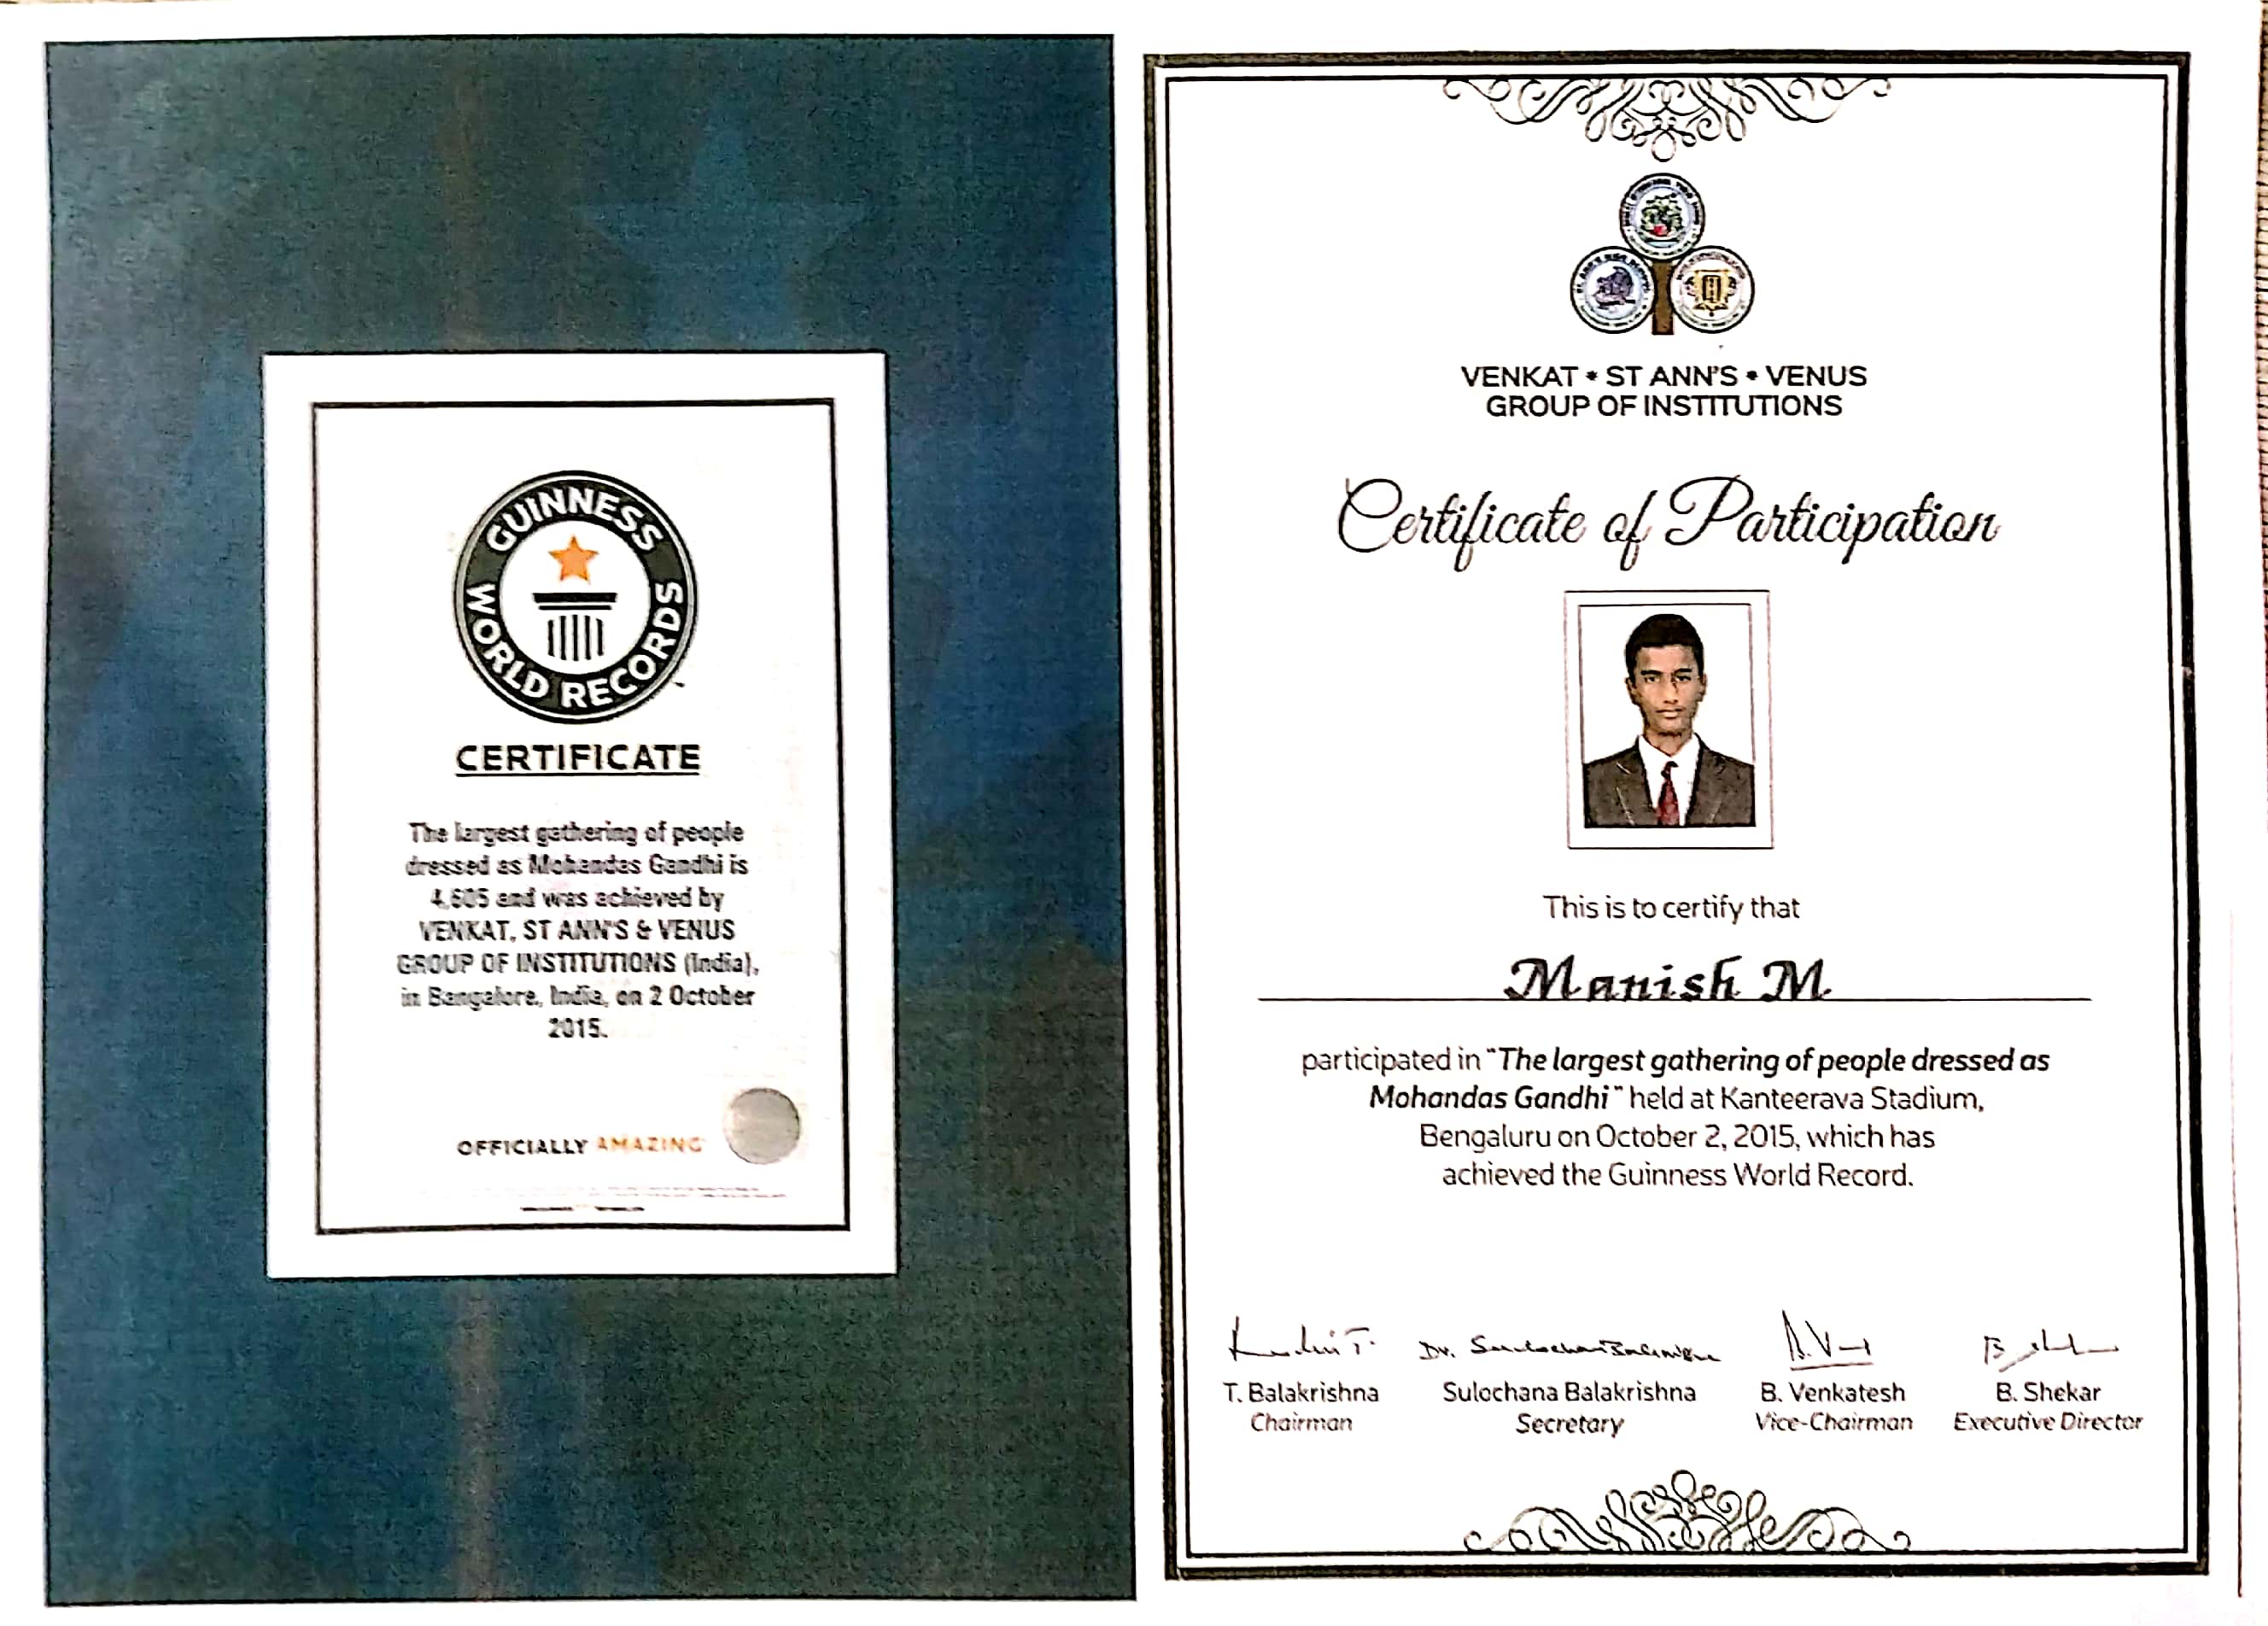 GUINNESS
WORLD RECORDS
CERTIFICATE
The largest gathering of people
dressed as Mohandas Gandhi is
4,605 and was achieved by
VENKAT, ST ANN'S & VENUS
GROUP OF INSTITUTIONS (India),
in Bangalore, India, on 2 October
2015.
OFFICIALLY AMAZING
VENKAT * ST ANN'S • VENUS
GROUP OF INSTITUTIONS
Certificate of Participation
This is to certify that
Manish M
participated in "The largest gathering of people dressed as
Mohandas Gandhi" held at Kanteerava Stadium,
Bengaluru on October 2, 2015, which has
achieved the Guinness World Record.
T. Balakrishna
Chairman
Dr. Sulochana Balakrishna
Sulochana Balakrishna
Secretary
B. Venkatesh
Vice-Chairman
B. Shekar
Executive Director